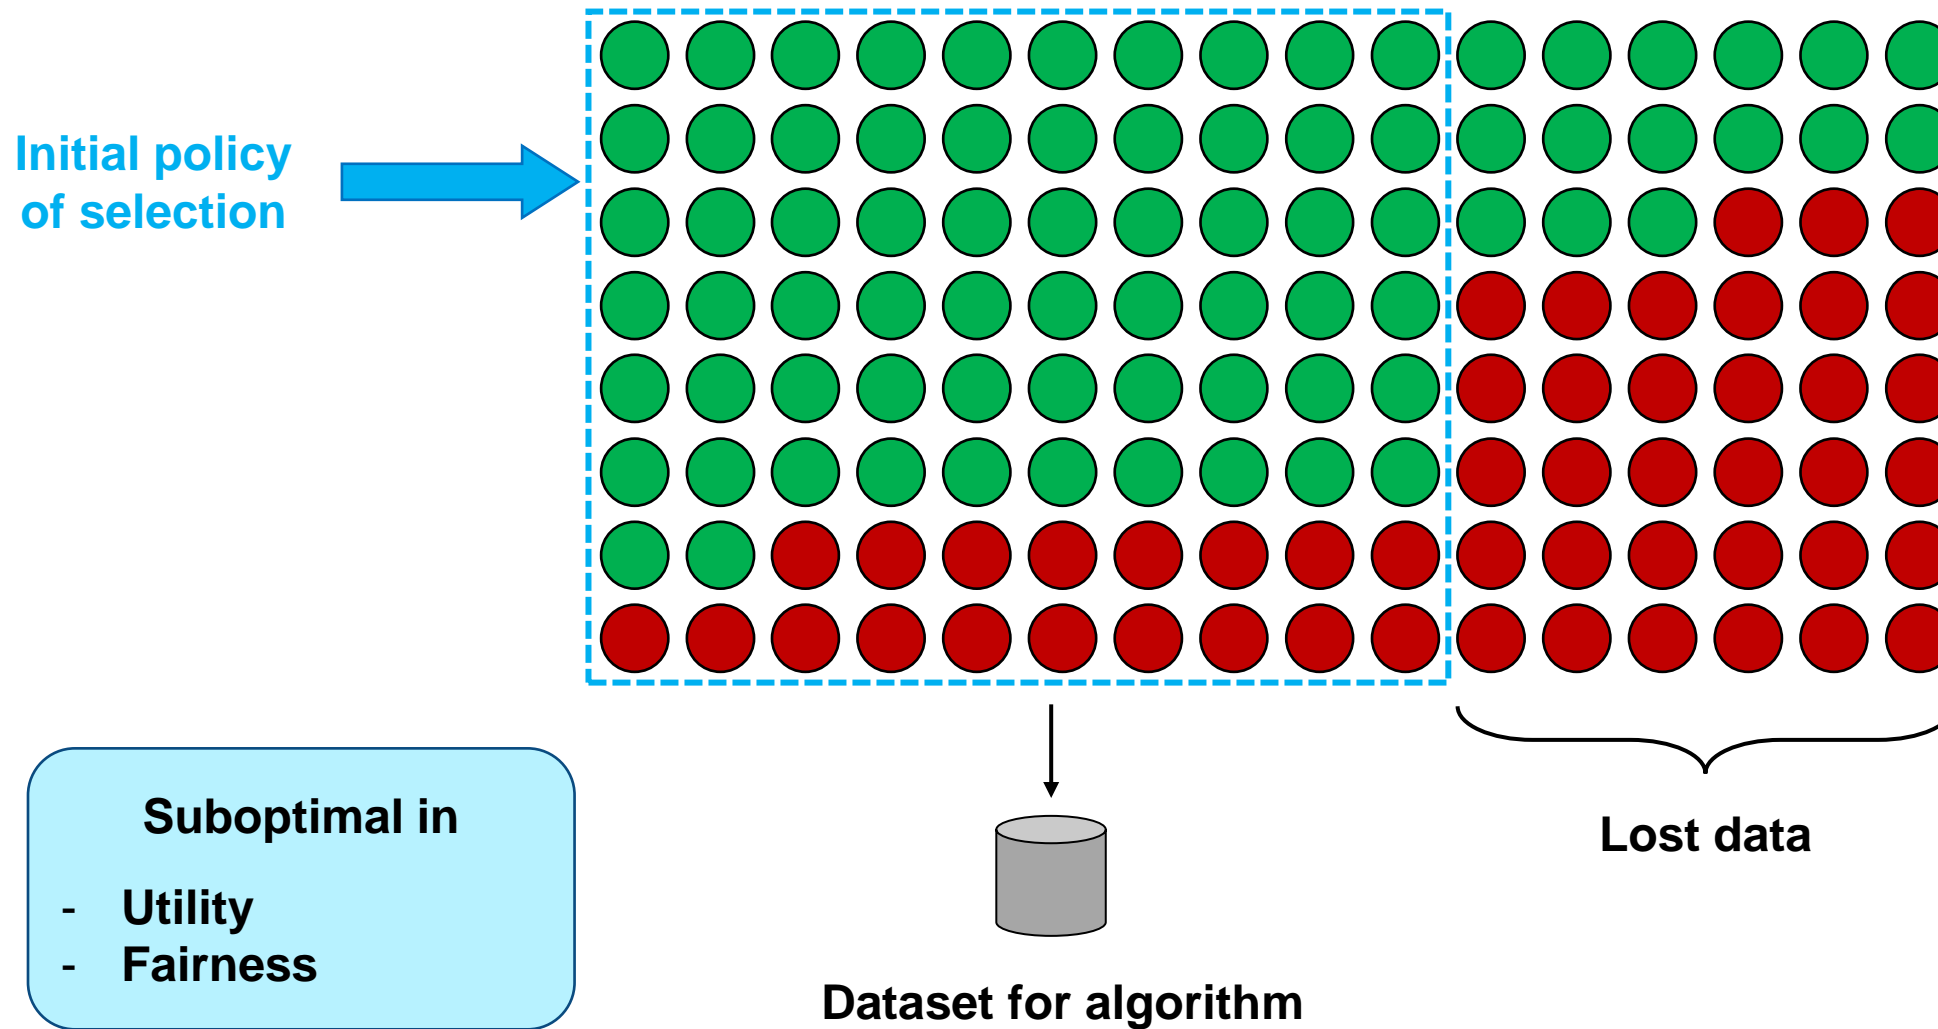 Initial policy
of selection
Suboptimal in
- Utility
- Fairness
Lost data
Dataset for algorithm